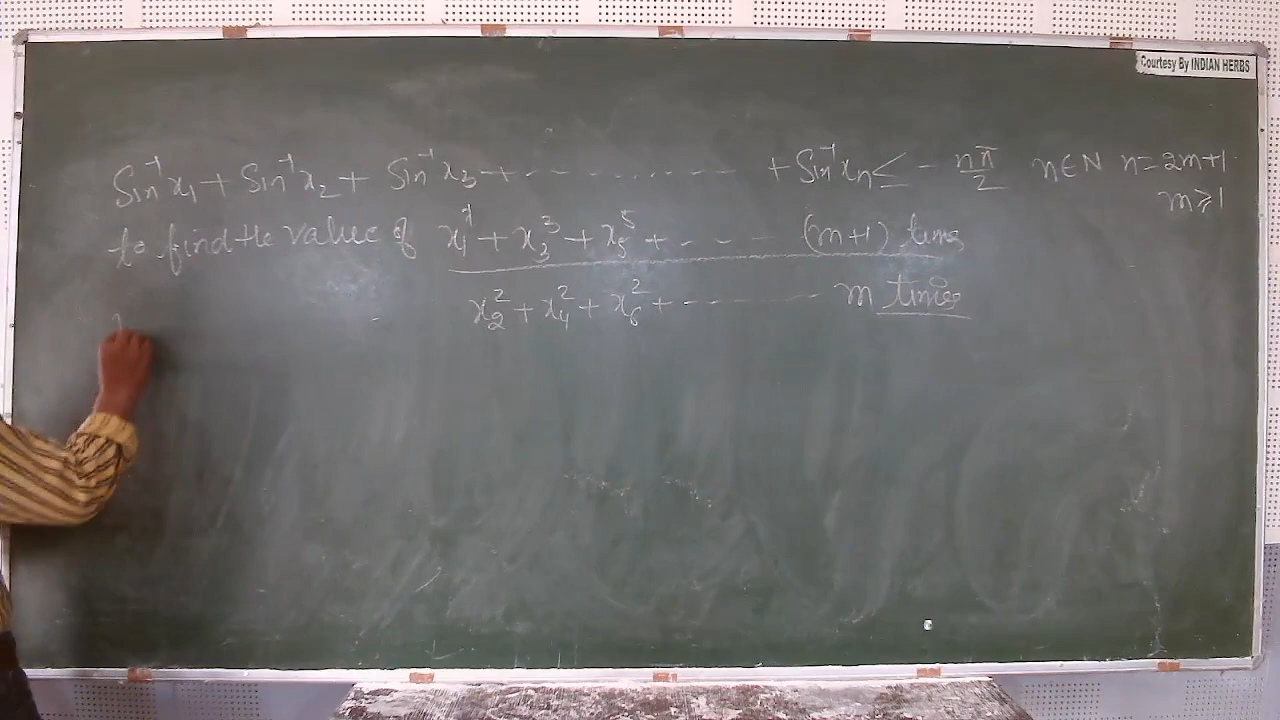 Courtesy By INDIAN HERBS
Sin⁻¹x₁ + Sin⁻¹x₂ + Sin⁻¹x₃ + - - - - - - - - - + Sin⁻¹xₙ ≤ - nπ/2 n∈N n=2m+1
m≥1
to find the value of x₁¹ + x₃³ + x₅⁵ + - - - - (m+1) times
x₂² + x₄² + x₆² + - - - - - - - m times